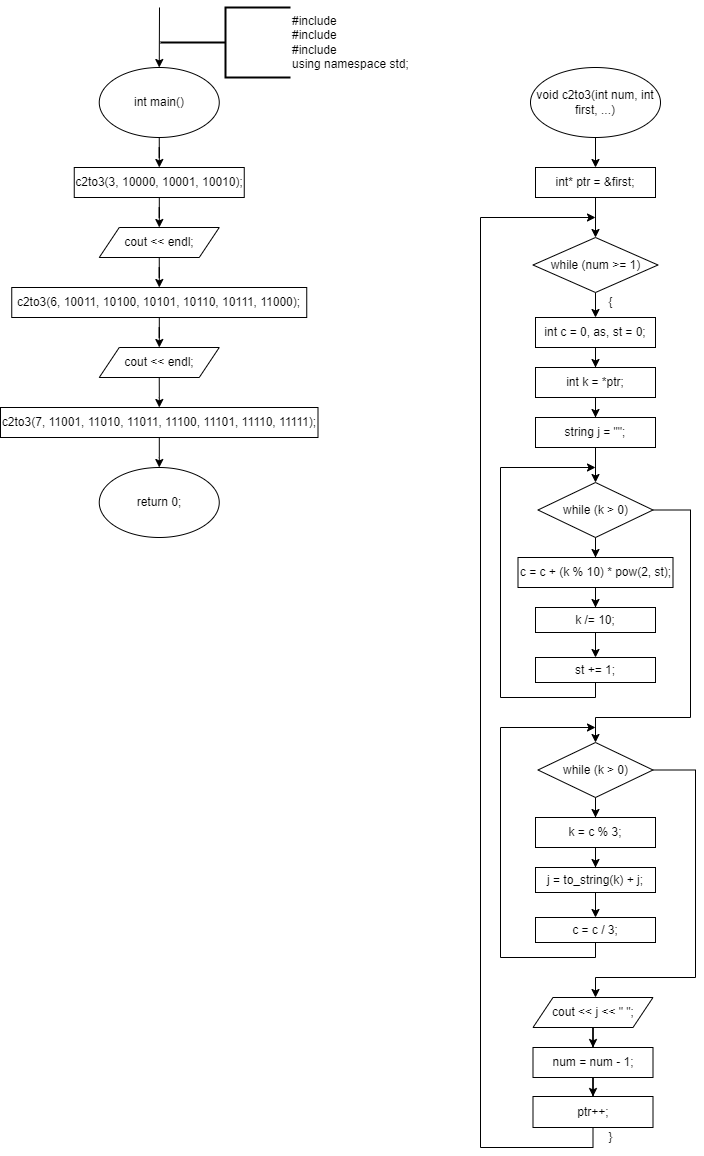 #include
#include
#include
using namespace std;
int main()
c2to3(3, 10000, 10001, 10010);
cout << endl;
c2to3(6, 10011, 10100, 10101, 10110, 10111, 11000);
cout << endl;
c2to3(7, 11001, 11010, 11011, 11100, 11101, 11110, 11111);
return 0;
void c2to3(int num, int
first, ...)
int* ptr = &first;
while (num >= 1)
{
int c = 0, as, st = 0;
int k = *ptr;
string j = "";
while (k > 0)
c = c + (k % 10) * pow(2, st);
k /= 10;
st += 1;
while (k > 0)
k = c % 3;
j = to_string(k) + j;
c = c / 3;
cout << j << " ";
num = num - 1;
ptr++;
}